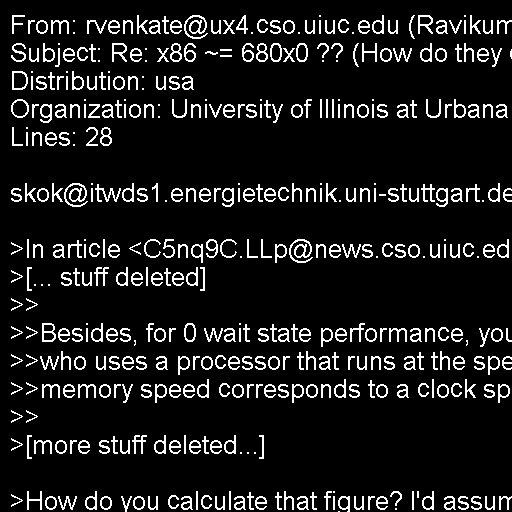 From: rvenkate@ux4.cso.uiuc.edu (Ravikum
Subject: Re: x86 ~= 680x0 ?? (How do they
Distribution: usa
Organization: University of Illinois at Urbana
Lines: 28

skok@itwds1.energietechnik.uni-stuttgart.de

>In article <C5nq9C.LLp@news.cso.uiuc.ed
>[... stuff deleted]
>>
>>Besides, for 0 wait state performance, you
>>who uses a processor that runs at the spe
>>memory speed corresponds to a clock sp
>>
>[more stuff deleted...]

>How do you calculate that figure? I'd assum